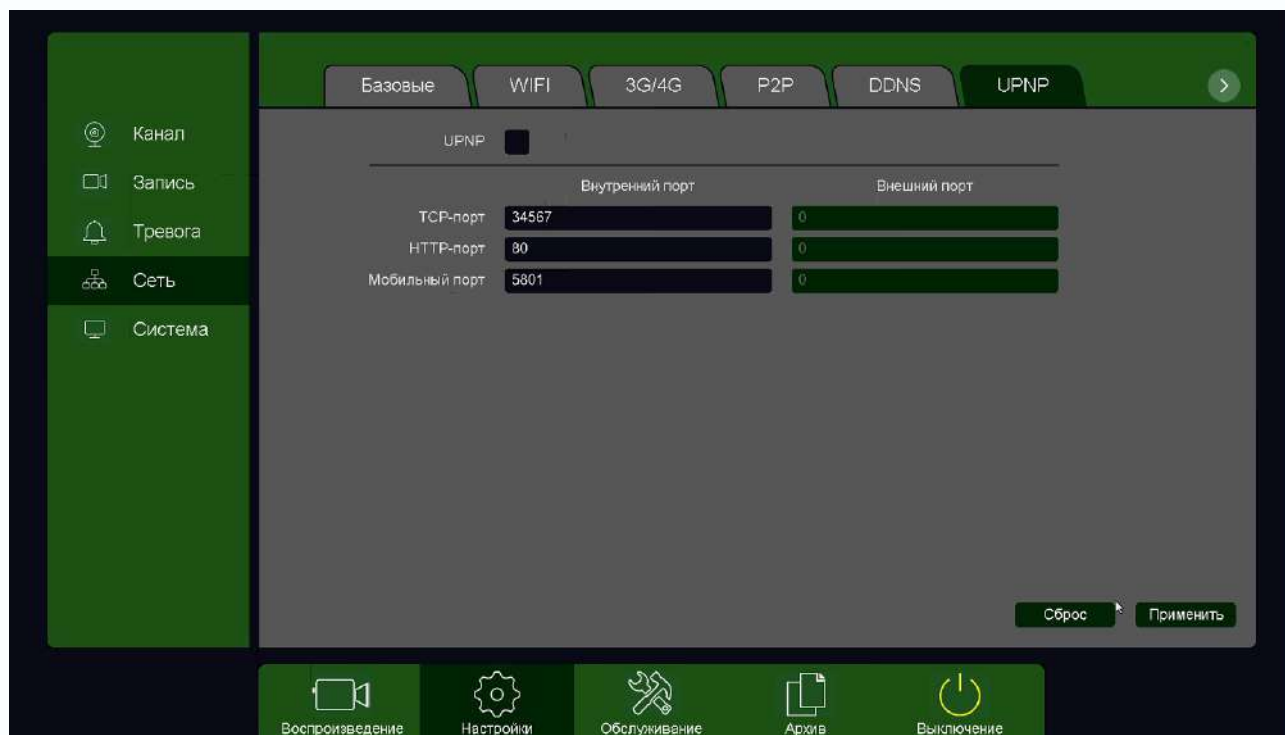 Базовые WIFI 3G/4G P2P DDNS UPNP
Канал
Запись
Тревога
Сеть
Система
UPNP
Внутренний порт Внешний порт
TCP-порт 34567 0
HTTP-порт 80 0
Мобильный порт 5801 0
Сброс Применить
Воспроизведение Настройки Обслуживание Архив Выключение